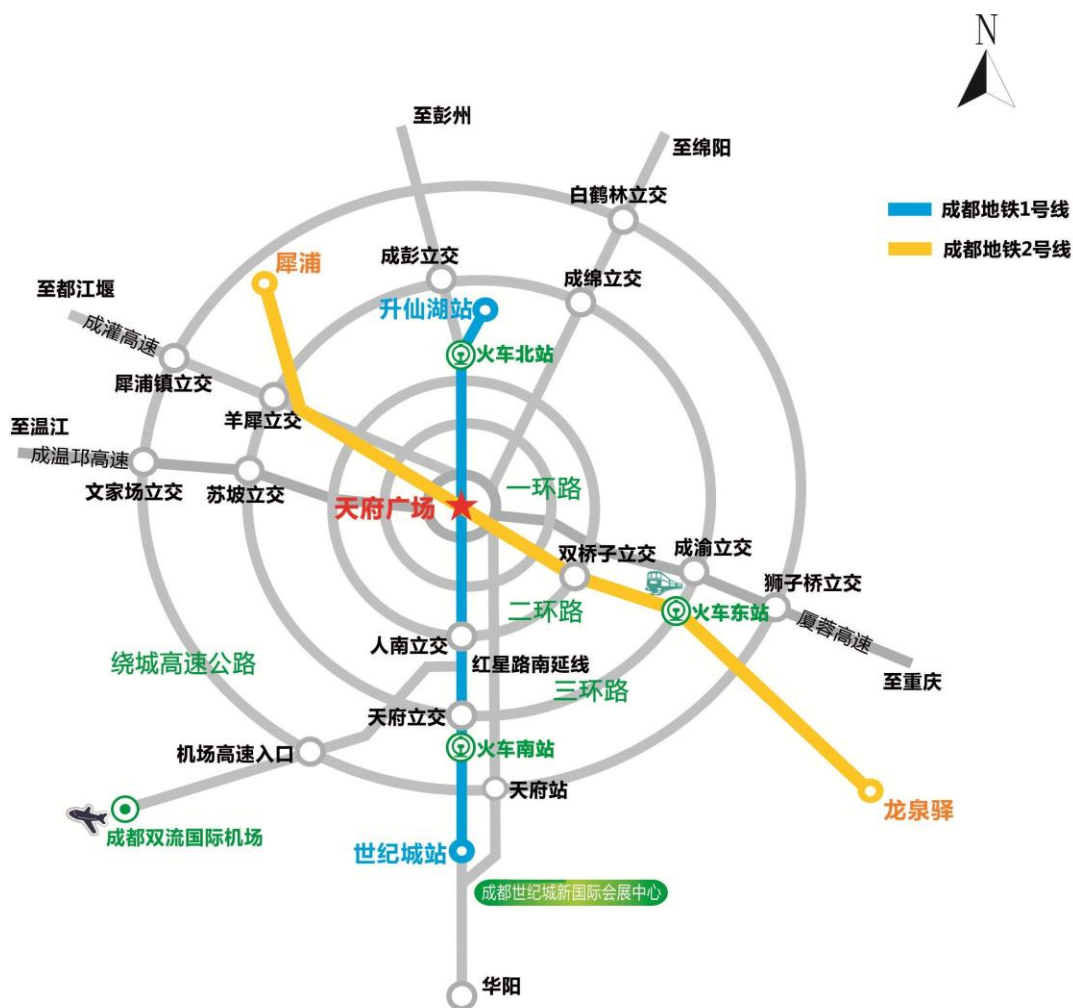 N
至彭州
至绵阳
白鹤林立交
成都地铁1号线
成都地铁2号线
成彭立交
犀浦
成绵立交
至都江堰
升仙湖站
成灌高速
火车北站
犀浦镇立交
羊犀立交
至温江
成温邛高速
文家场立交
苏坡立交
一环路
天府广场
双桥子立交
成渝立交
狮子桥立交
火车东站
二环路
厦蓉高速
人南立交
绕城高速公路
红星路南延线
至重庆
三环路
天府立交
机场高速入口
火车南站
天府站
成都双流国际机场
龙泉驿
世纪城站
成都世纪城新国际会展中心
华阳